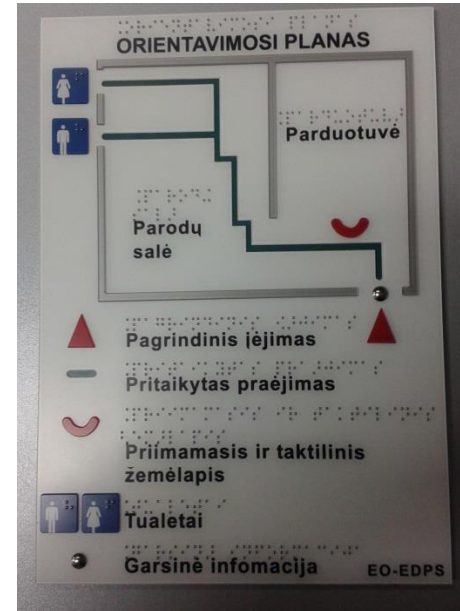 ORIENTAVIMOSI PLANAS
Parduotuvė
Parodų
salė
Pagrindinis įėjimas
Pritaikytas praėjimas
Priimamasis ir taktilinis
žemėlapis
Tualetai
Garsinė infomacija
EO-EDPS